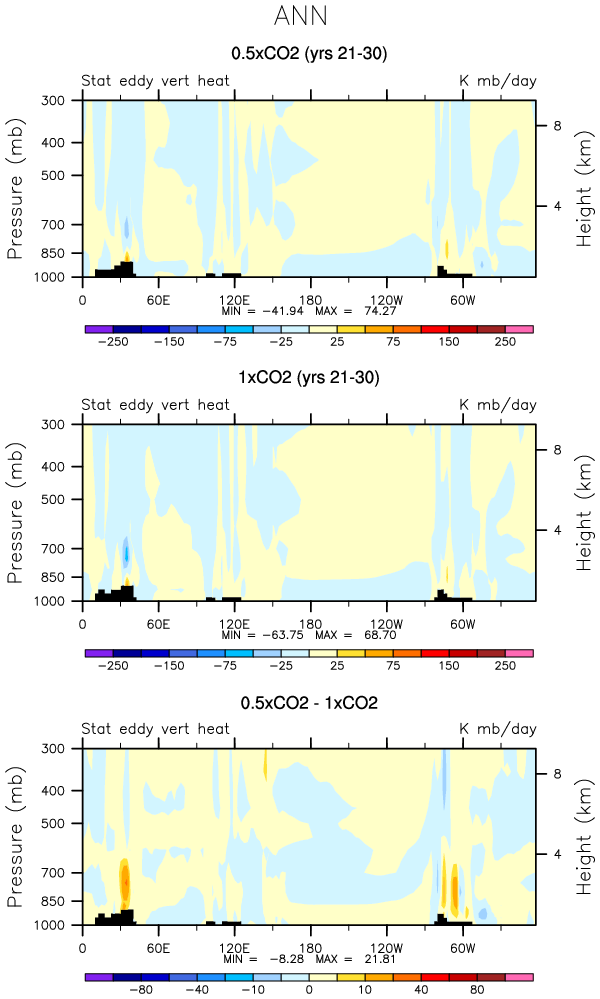 ANN
0.5xCO2 (yrs 21-30)
Stat eddy vert heat K mb/day
300
400
500
700
850
1000
Pressure (mb)
8
4
Height (km)
0 60E 120E 180 120W 60W
MIN = -41.94 MAX = 74.27
-250 -150 -75 -25 0 25 75 150 250
1xCO2 (yrs 21-30)
Stat eddy vert heat K mb/day
300
400
500
700
850
1000
Pressure (mb)
8
4
Height (km)
0 60E 120E 180 120W 60W
MIN = -63.75 MAX = 68.70
-250 -150 -75 -25 0 25 75 150 250
0.5xCO2 - 1xCO2
Stat eddy vert heat K mb/day
300
400
500
700
850
1000
Pressure (mb)
8
4
Height (km)
0 60E 120E 180 120W 60W
MIN = -8.28 MAX = 21.81
-80 -40 -10 0 10 40 80